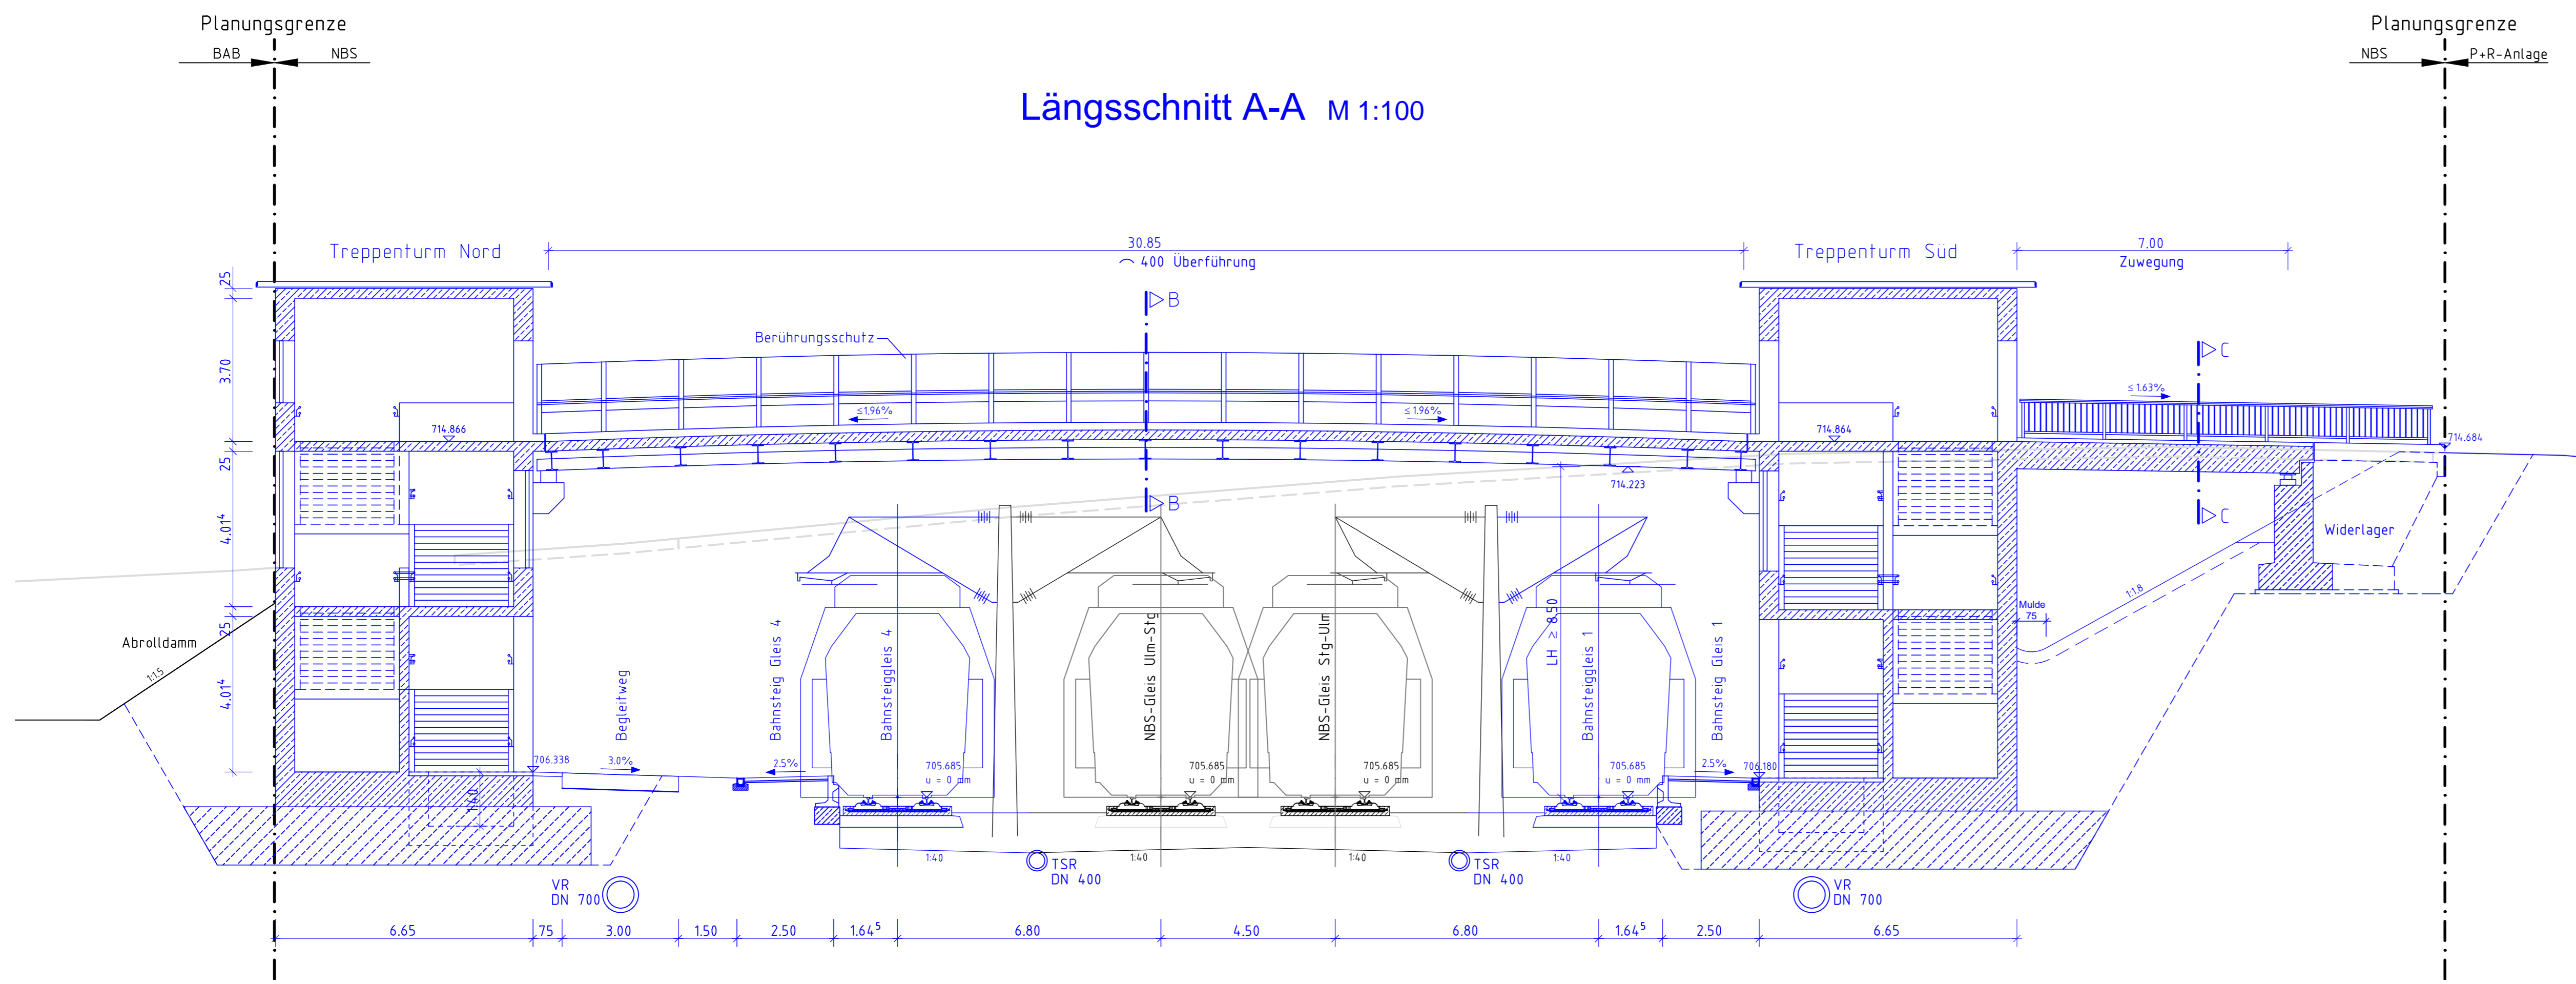 Planungsgrenze
BAB
NBS
Planungsgrenze
NBS
P+R-Anlage
Längsschnitt A-A M 1:100
Treppenturm Nord
30.85
400 Überführung
Treppenturm Süd
7.00
Zuwegung
25
3.70
25
4.01⁴
25
4.01⁴
B
Berührungsschutz
C
≤1,96%
≤ 1.96%
≤ 1.63%
714.866
714.864
714.684
714.223
B
C
Widerlager
1:1.8
Mulde
75
Abrolldamm
1:1.5
Begleitweg
Bahnsteig Gleis 4
Bahnsteiggleis 4
NBS-Gleis Ulm-Stg
NBS-Gleis Stg-Ulm
LH ≥ 8.50
Bahnsteiggleis 1
Bahnsteig Gleis 1
706.338
3.0%
2.5%
705.685
u = 0 mm
705.685
u = 0 mm
705.685
u = 0 mm
705.685
u = 0 mm
2.5%
706.180
1.40
1:40
TSR
DN 400
1:40
1:40
TSR
DN 400
1:40
VR
DN 700
VR
DN 700
6.65
75
3.00
1.50
2.50
1.64⁵
6.80
4.50
6.80
1.64⁵
2.50
6.65